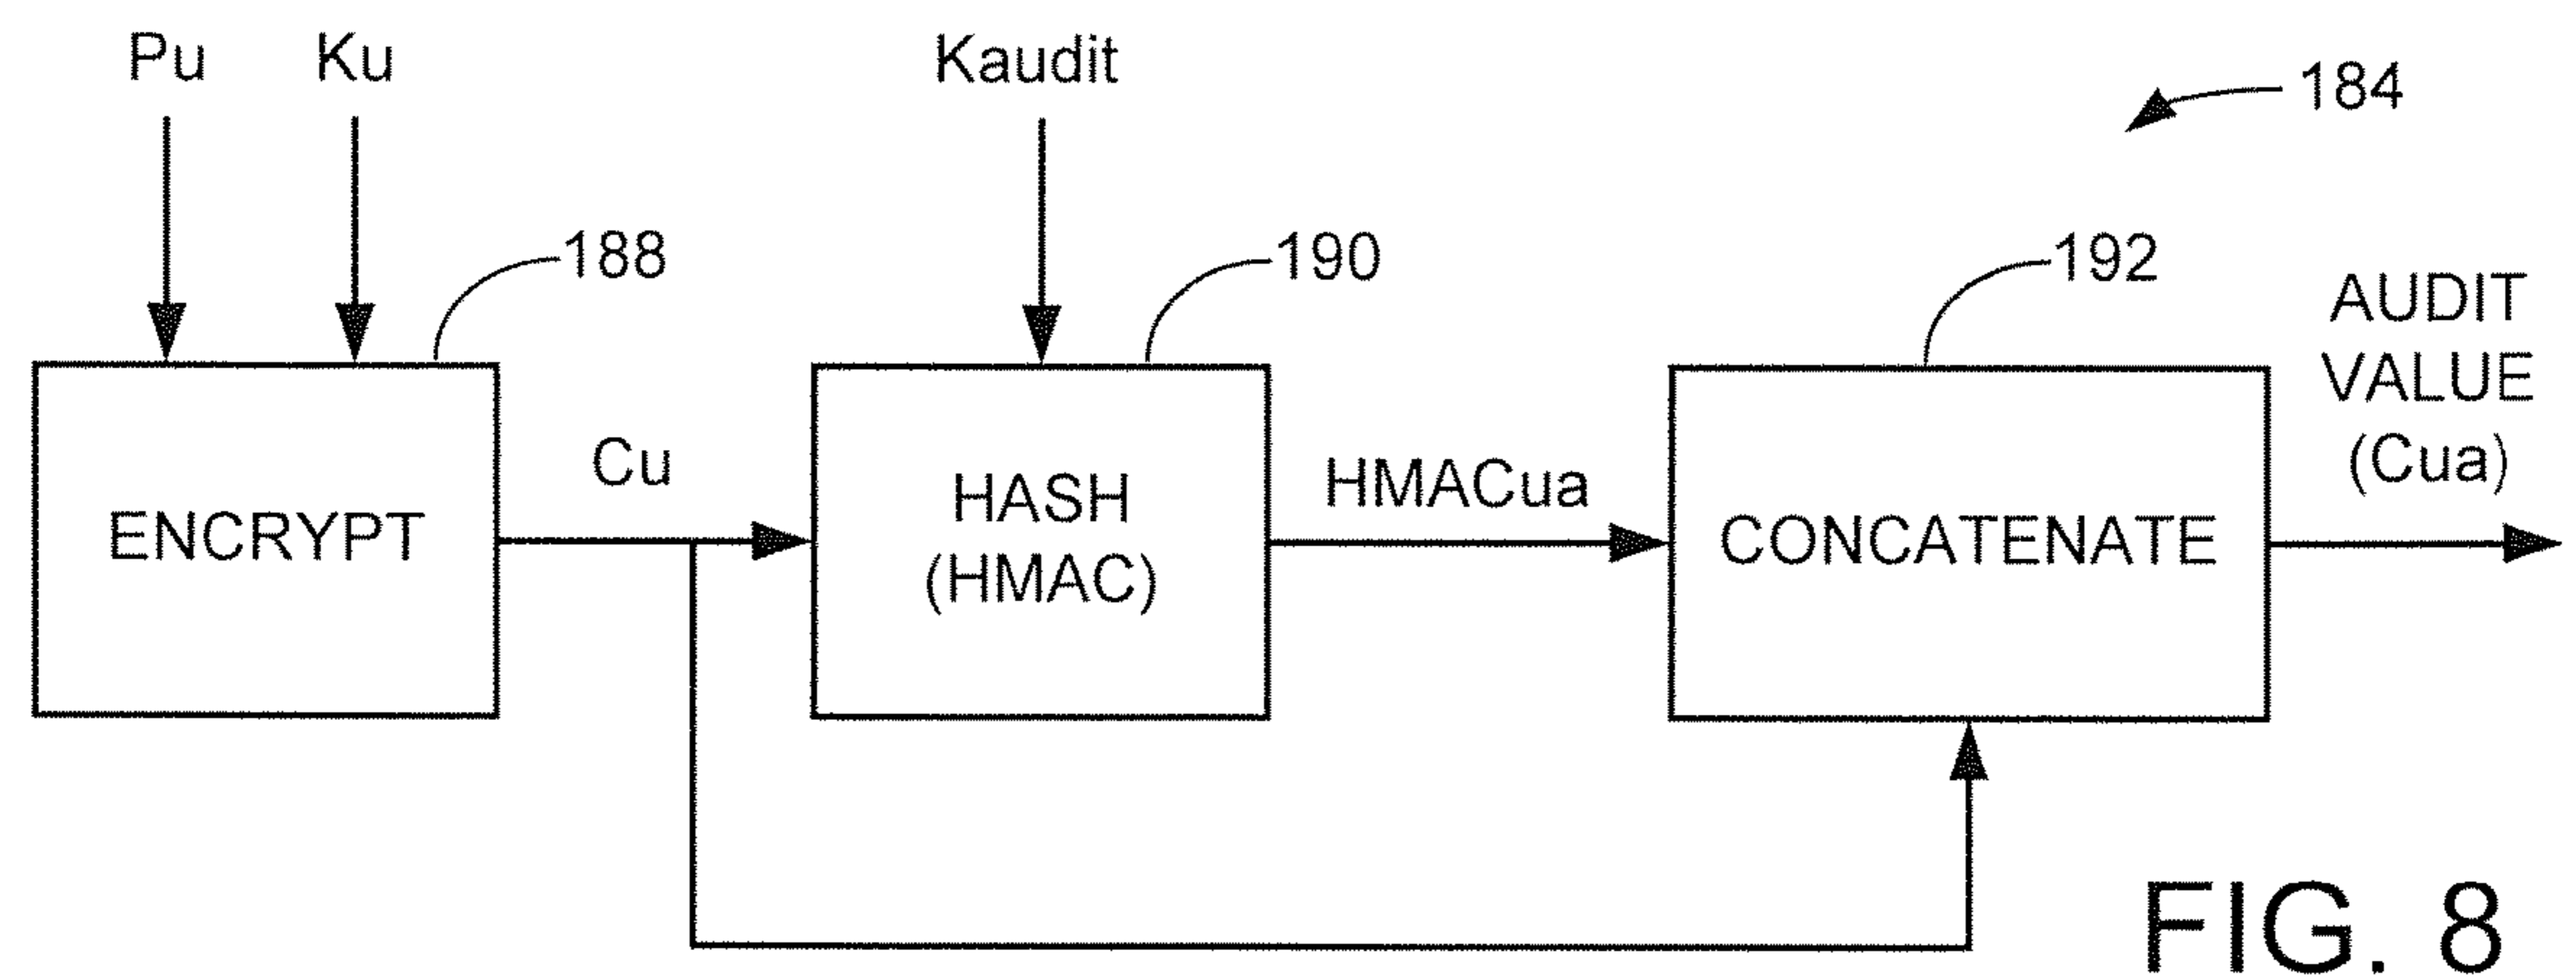 Pu
Ku
Kaudit
184
188
190
192
AUDIT
VALUE
(Cua)
ENCRYPT
Cu
HASH
(HMAC)
HMACua
CONCATENATE
FIG. 8